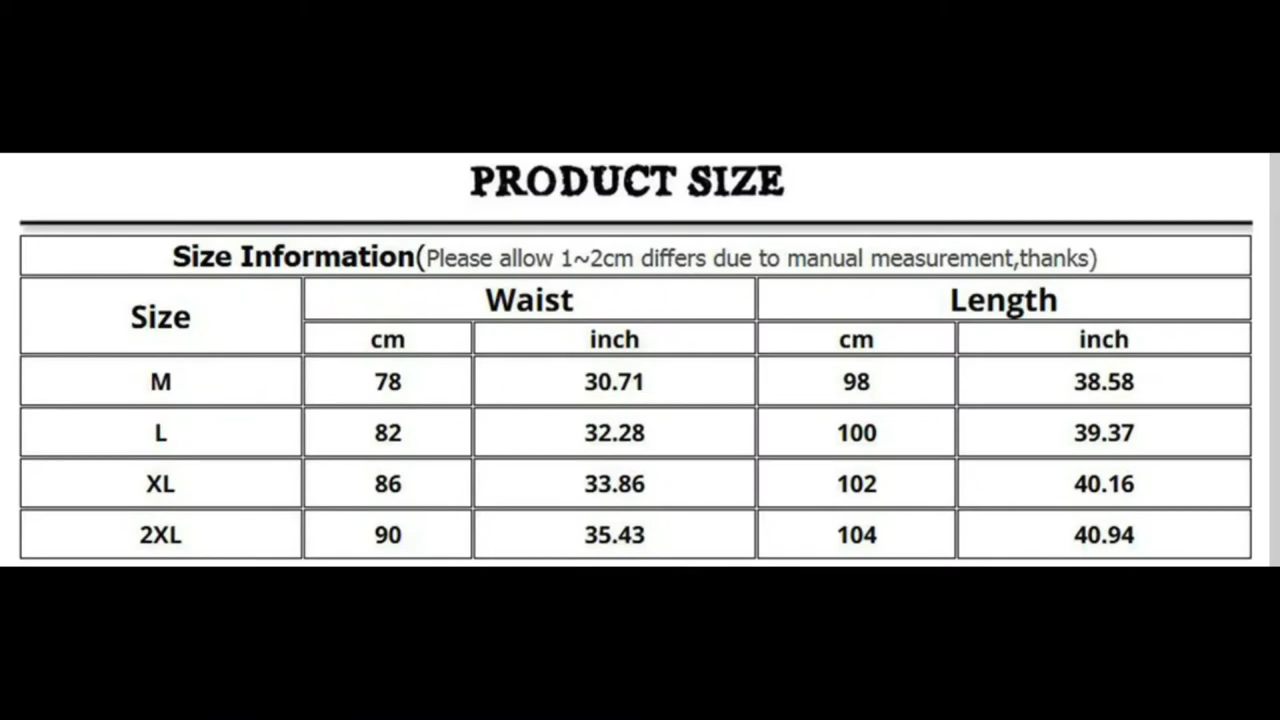 PRODUCT SIZE
Size Information(Please allow 1~2cm differs due to manual measurement,thanks)
Size Waist Length
cm inch cm inch
M 78 30.71 98 38.58
L 82 32.28 100 39.37
XL 86 33.86 102 40.16
2XL 90 35.43 104 40.94